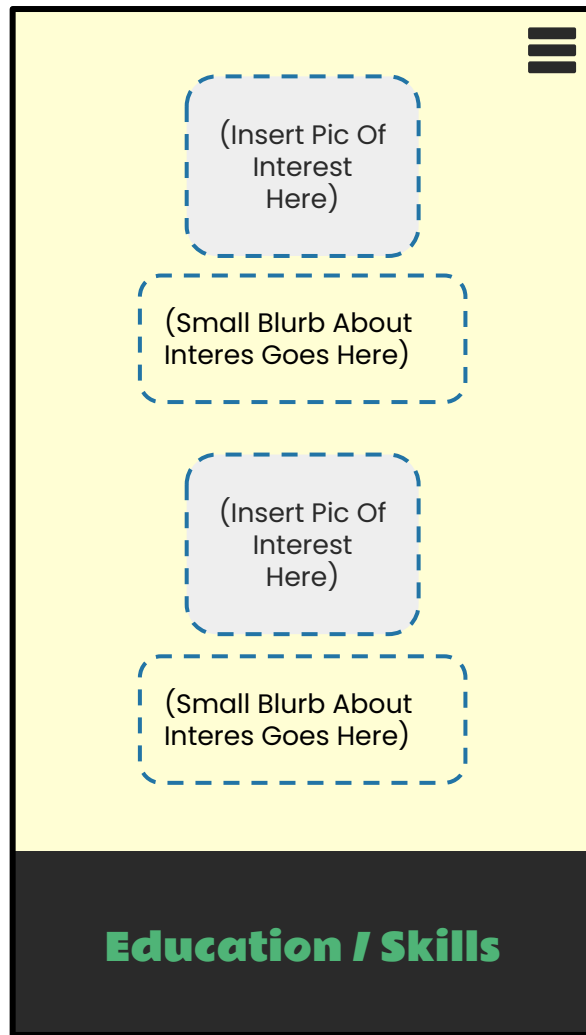 (Insert Pic Of
Interest
Here)
(Small Blurb About
Interes Goes Here)
(Insert Pic Of
Interest
Here)
(Small Blurb About
Interes Goes Here)
Education / Skills